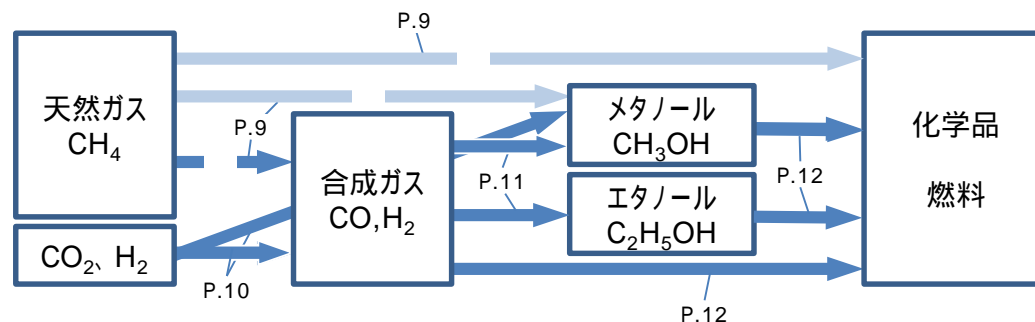 P.9
天然ガス
CH₄
P.9
CO₂、H₂
P.10
合成ガス
CO,H₂
P.11
メタノール
CH₃OH
エタノール
C₂H₅OH
P.12
P.12
化学品
燃料